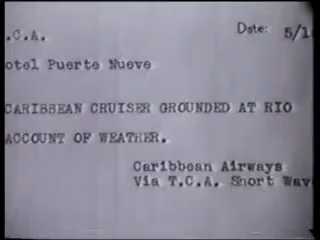 .C.A.
Date: 5/1
otel Puerte Nueve
CARIBBEAN CRUISER GROUNDED AT RIO
ACCOUNT OF WEATHER.
Caribbean Airways
Via T.C.A. Short Wav